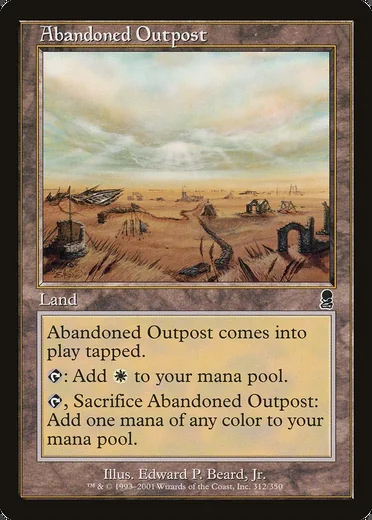 Abandoned Outpost
Land
Abandoned Outpost comes into
play tapped.
: Add to your mana pool.
, Sacrifice Abandoned Outpost:
Add one mana of any color to your
mana pool.
Illus. Edward P. Beard, Jr.
™ & © 1993-2001 Wizards of the Coast, Inc. 312/350